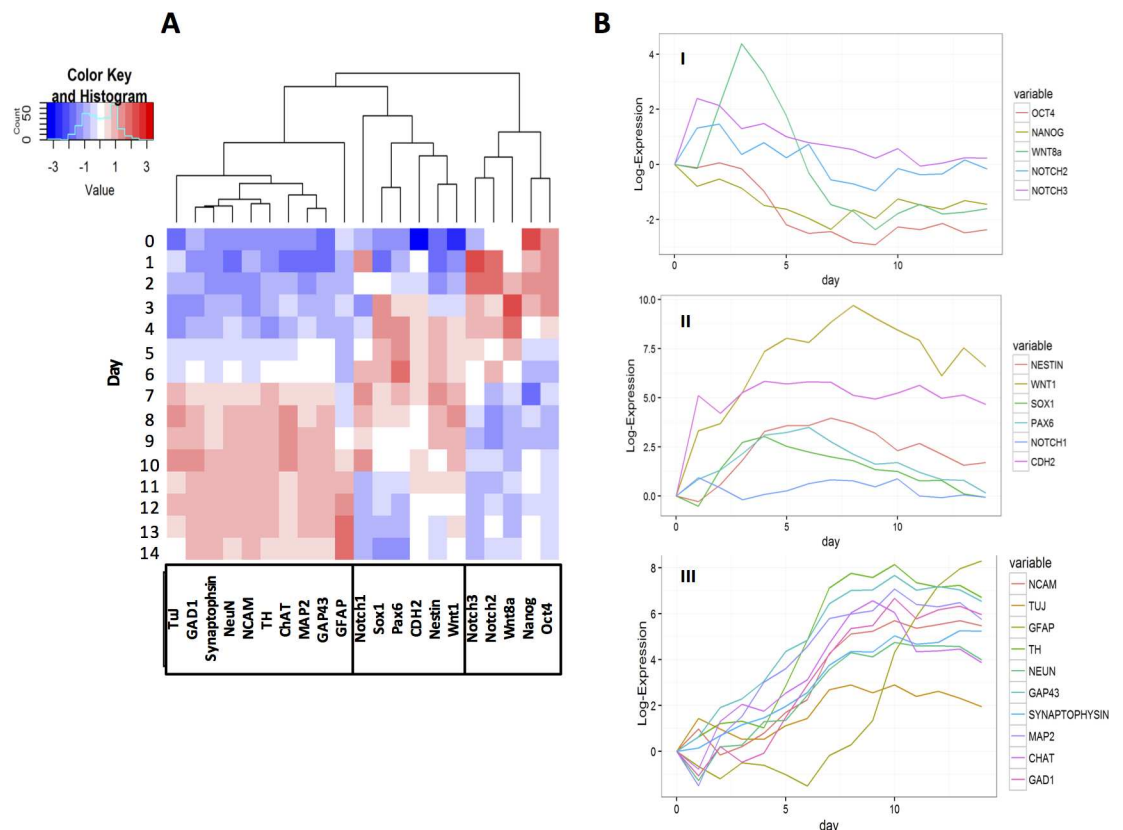 A
B
Color Key
and Histogram
Count
0 50
-3 -1 1 3
Value
Day
0
1
2
3
4
5
6
7
8
9
10
11
12
13
14
Tuj
GAD1
Synaptophsin
NeuN
NCAM
TH
ChAT
MAP2
GAP43
GFAP
Notch1
Sox1
Pax6
CDH2
Nestin
Wnt1
Notch3
Notch2
Wnt8a
Nanog
Oct4
I
Log-Expression
4
2
0
-2
0 5 10
day
variable
OCT4
NANOG
WNT8a
NOTCH2
NOTCH3
II
Log-Expression
10.0
7.5
5.0
2.5
0.0
0 5 10
day
variable
NESTIN
WNT1
SOX1
PAX6
NOTCH1
CDH2
III
Log-Expression
8
6
4
2
0
0 5 10
day
variable
NCAM
TUJ
GFAP
TH
NEUN
GAP43
SYNAPTOPHYSIN
MAP2
CHAT
GAD1